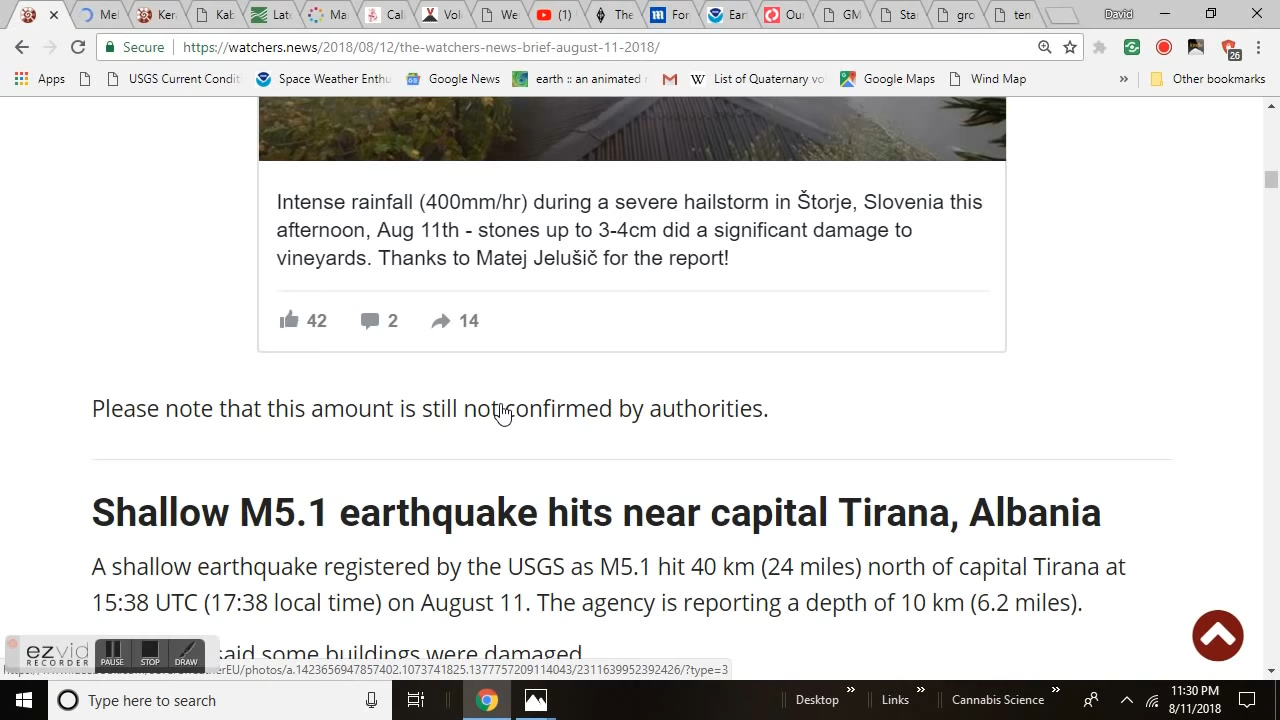 Mel
Ker
Kab
Late
Ma
Cal
Vol
We
(1)
The
For
Ear
Our
GM
Sta
gro
ten
David
Secure
https://watchers.news/2018/08/12/the-watchers-news-brief-august-11-2018/
26
Apps
USGS Current Condit
Space Weather Enthu
Google News
earth :: an animated
List of Quaternary vo
Google Maps
Wind Map
»
Other bookmarks
Intense rainfall (400mm/hr) during a severe hailstorm in Štorje, Slovenia this
afternoon, Aug 11th - stones up to 3-4cm did a significant damage to
vineyards. Thanks to Matej Jelušič for the report!
42 2 14
Please note that this amount is still not confirmed by authorities.
Shallow M5.1 earthquake hits near capital Tirana, Albania
A shallow earthquake registered by the USGS as M5.1 hit 40 km (24 miles) north of capital Tirana at
15:38 UTC (17:38 local time) on August 11. The agency is reporting a depth of 10 km (6.2 miles).
said some buildings were damaged
ezvid
RECORDER
PAUSE
STOP
DRAW
therEU/photos/a.1423656947857402.1073741825.1377757209114043/2311639952392426/?type=3
Type here to search
Desktop »
Links »
Cannabis Science »
11:30 PM
8/11/2018